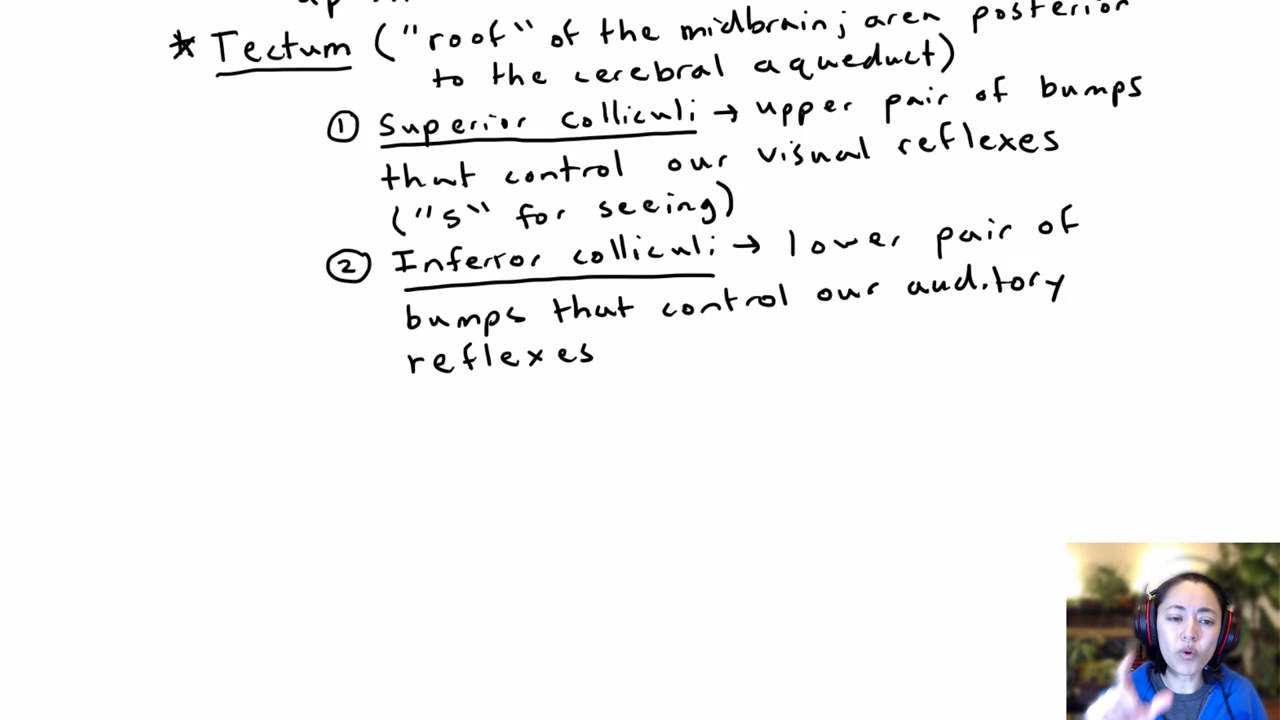 * Tectum ("roof" of the midbrain; area posterior
to the cerebral aqueduct)
① Superior colliculi → upper pair of bumps
that control our visual reflexes
("s" for seeing)
② Inferior colliculi → lower pair of
bumps that control our auditory
reflexes